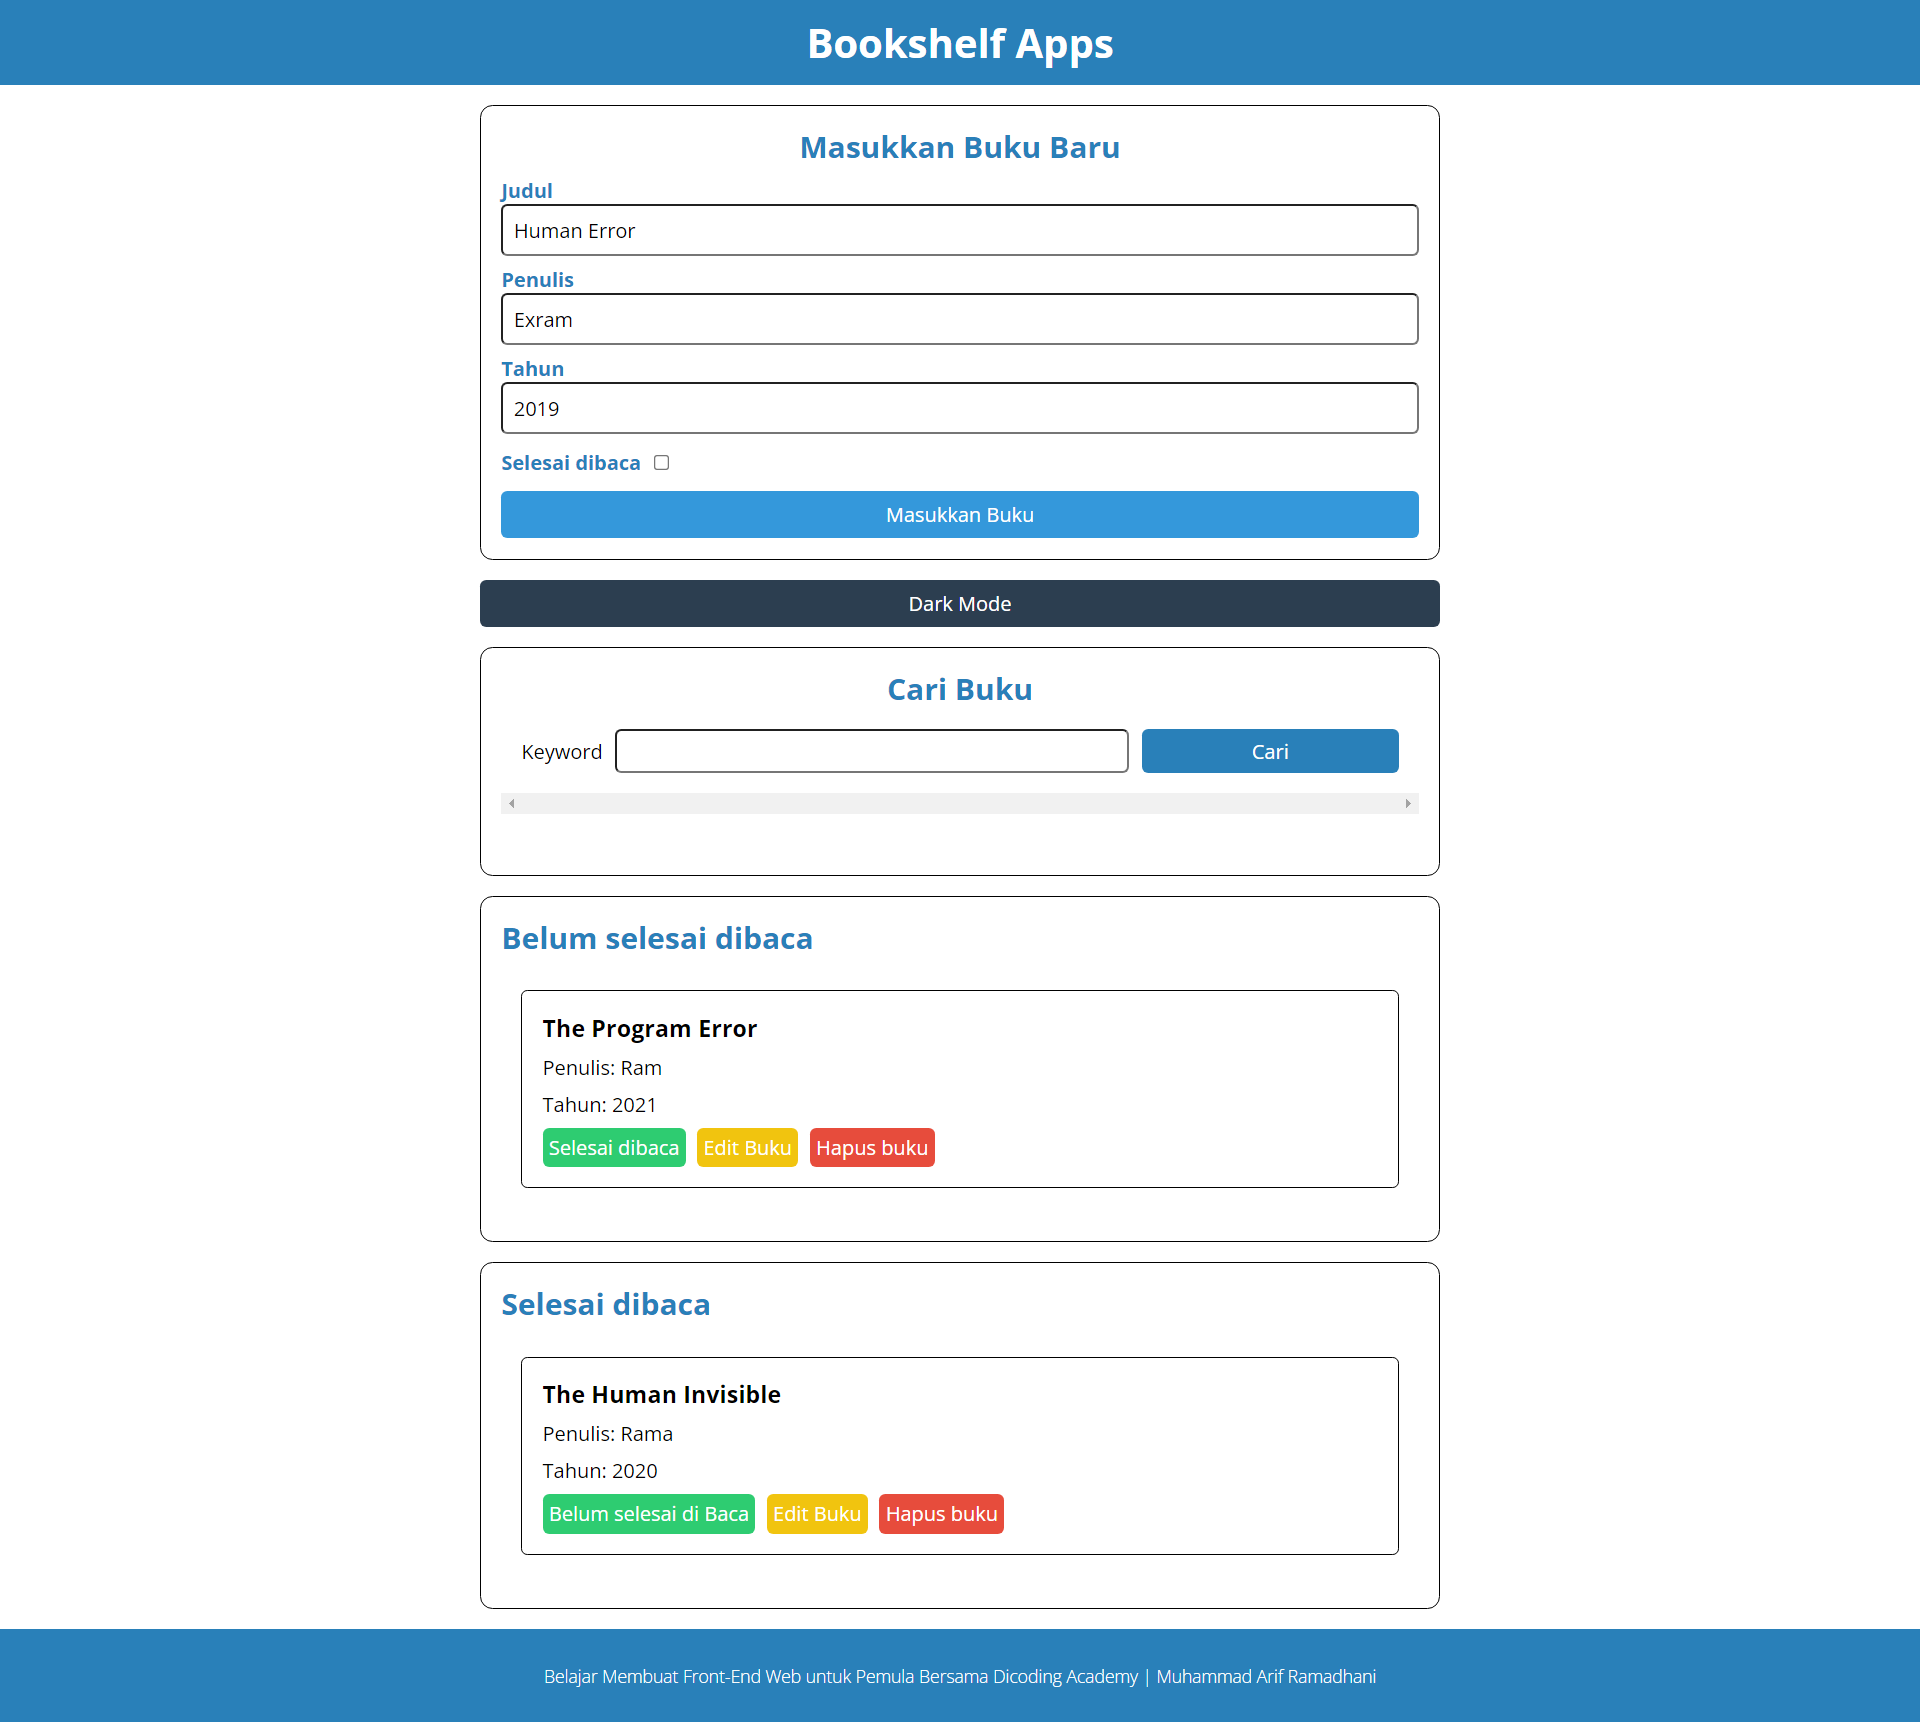 Bookshelf Apps
Masukkan Buku Baru
Judul
Human Error
Penulis
Exram
Tahun
2019
Selesai dibaca
Masukkan Buku
Dark Mode
Cari Buku
Keyword
Cari
Belum selesai dibaca
The Program Error
Penulis: Ram
Tahun: 2021
Selesai dibaca Edit Buku Hapus buku
Selesai dibaca
The Human Invisible
Penulis: Rama
Tahun: 2020
Belum selesai di Baca Edit Buku Hapus buku
Belajar Membuat Front-End Web untuk Pemula Bersama Dicoding Academy | Muhammad Arif Ramadhani